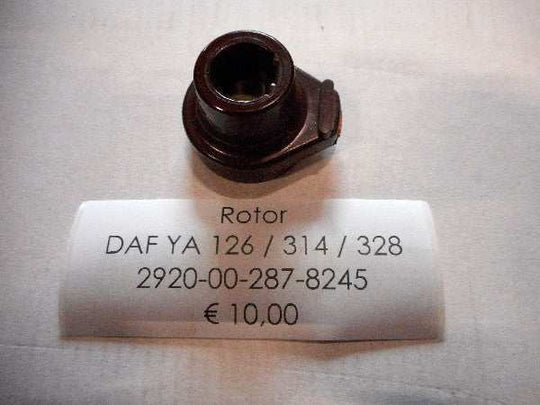 Rotor
DAF YA 126 / 314 / 328
2920-00-287-8245
€ 10,00